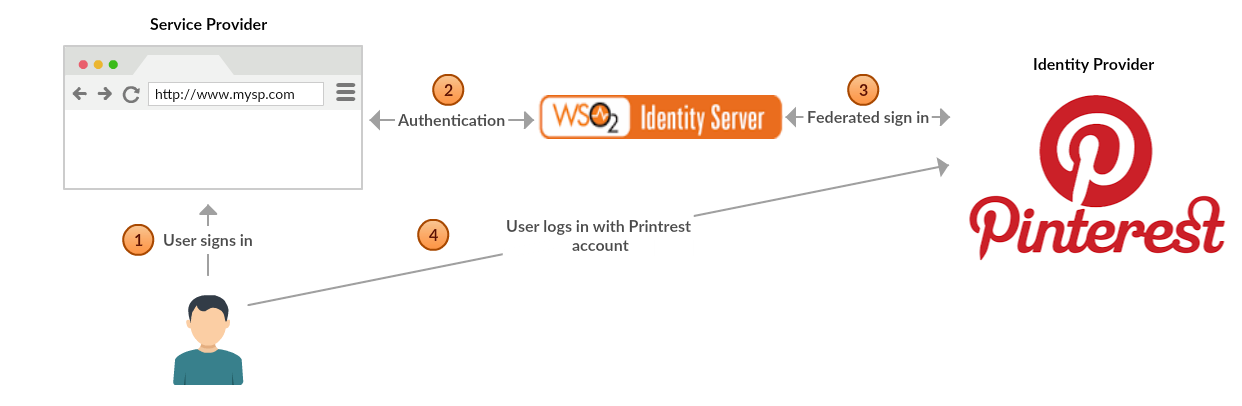 Service Provider
http://www.mysp.com
2
Authentication
WSO2 Identity Server
3
Federated sign in
Identity Provider
Pinterest
1
User signs in
4
User logs in with Printrest
account